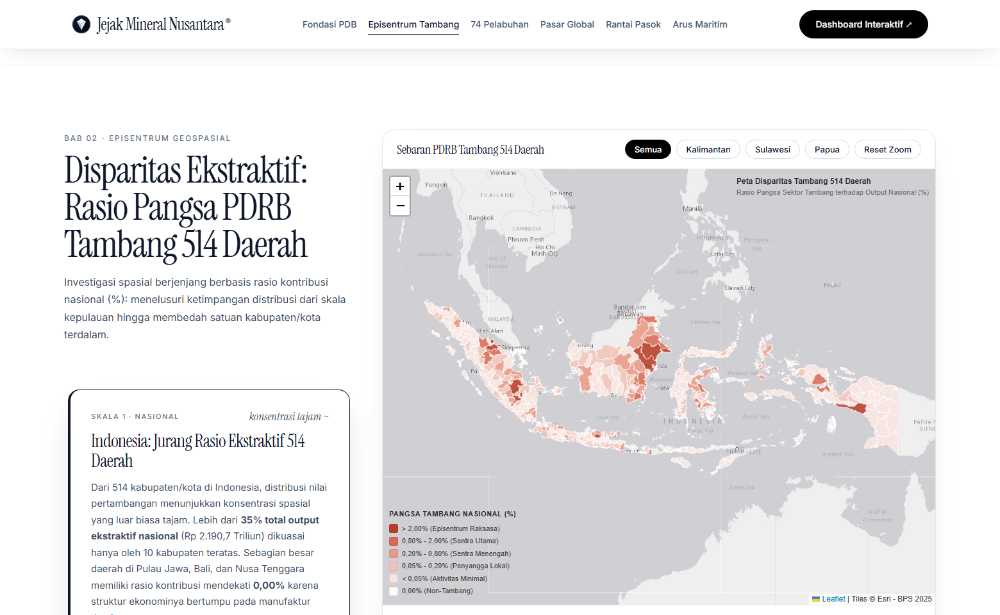 Jejak Mineral Nusantara®
Fondasi PDB
Episentrum Tambang
74 Pelabuhan
Pasar Global
Rantai Pasok
Arus Maritim
Dashboard Interaktif ↗
BAB 02 · EPISENTRUM GEOSPASIAL
Disparitas Ekstraktif:
Rasio Pangsa PDRB
Tambang 514 Daerah
Investigasi spasial berjenjang berbasis rasio kontribusi
nasional (%): menelusuri ketimpangan distribusi dari skala
kepulauan hingga membedah satuan kabupaten/kota
terdalam.
SKALA 1 · NASIONAL
konsentrasi tajam ~
Indonesia: Jurang Rasio Ekstraktif 514
Daerah
Dari 514 kabupaten/kota di Indonesia, distribusi nilai
pertambangan menunjukkan konsentrasi spasial
yang luar biasa tajam. Lebih dari 35% total output
ekstraktif nasional (Rp 2.190,7 Triliun) dikuasai
hanya oleh 10 kabupaten teratas. Sebagian besar
daerah di Pulau Jawa, Bali, dan Nusa Tenggara
memiliki rasio kontribusi mendekati 0,00% karena
struktur ekonominya bertumpu pada manufaktur
Sebaran PDRB Tambang 514 Daerah
Semua
Kalimantan
Sulawesi
Papua
Reset Zoom
+
−
Peta Disparitas Tambang 514 Daerah
Rasio Pangsa Sektor Tambang terhadap Output Nasional (%)
Vientiane
Yangon
THAILAND
Da Nang
VIETNAM
Manila
Bangkok
CAMBODIA
Phnom Penh
Ho Chi
Minh City
PHILIPPINES
Philippine
Sea
Andaman Sea
Gulf of
Thailand
Cebu City
Sulu Sea
Davao City
PALAU
Bandar Seri
Begawan
MALAYSIA
Celebes Sea
Shah Alam
Singapore
Molucca Sea
Makassar
Java Sea
INDONESIA
Banda Sea
Flores Sea
PAPUA N
GUINE
Dili
TIMOR-LESTE
Arafura Sea
Timor Sea
Gulf of
Carpentaria
PANGSA TAMBANG NASIONAL (%)
> 2,00% (Episentrum Raksasa)
0,80% - 2,00% (Sentra Utama)
0,20% - 0,80% (Sentra Menengah)
0,05% - 0,20% (Penyangga Lokal)
< 0,05% (Aktivitas Minimal)
0,00% (Non-Tambang)
Leaflet | Tiles © Esri - BPS 2025